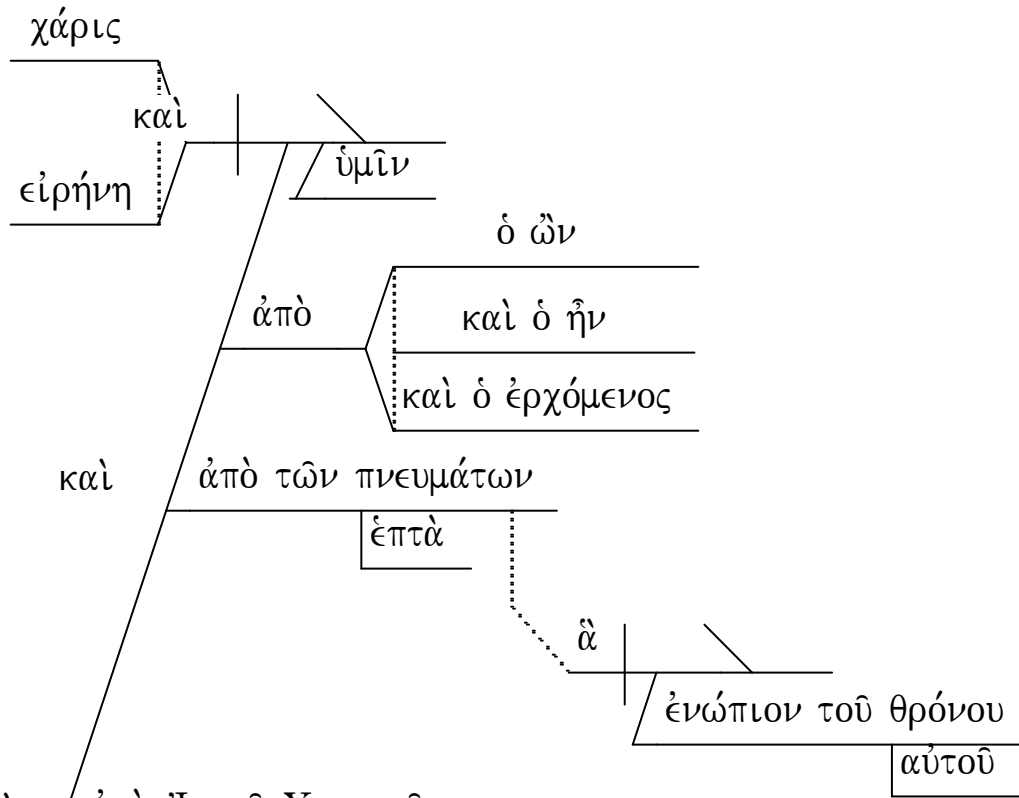 χάρις
καὶ
εἰρήνη
ὑμῖν
ὁ ὢν
ἀπὸ
καὶ ὁ ἦν
καὶ ὁ ἐρχόμενος
καὶ ἀπὸ τῶν πνευμάτων
ἑπτὰ
ἃ
ἐνώπιον τοῦ θρόνου
αὐτοῦ